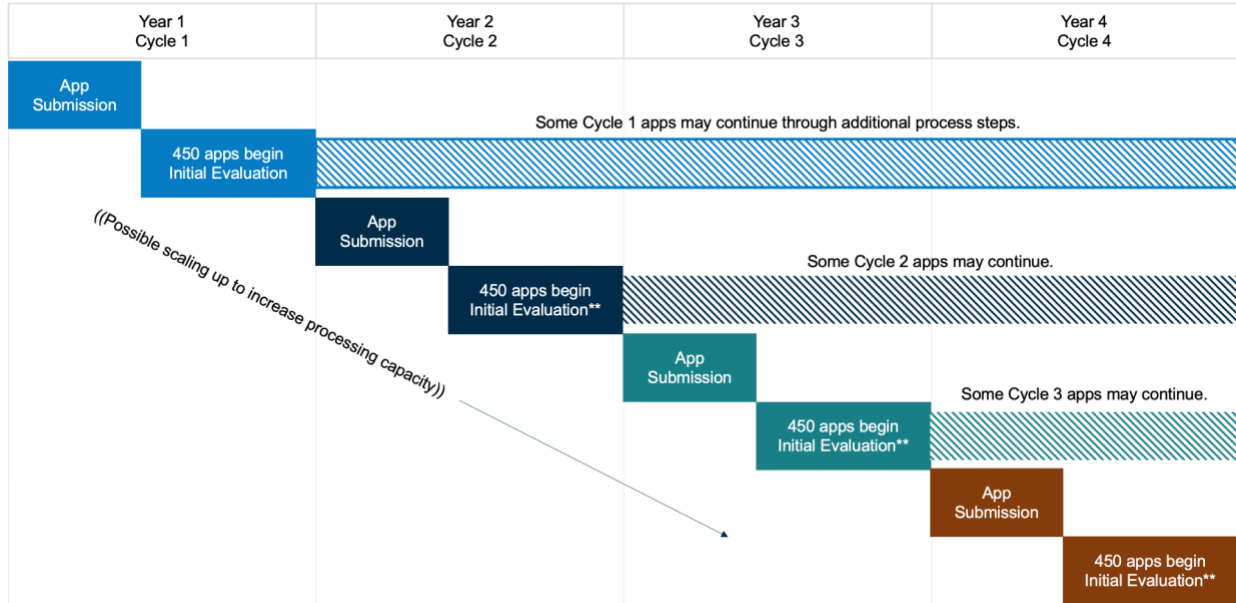 Year 1
Cycle 1
Year 2
Cycle 2
Year 3
Cycle 3
Year 4
Cycle 4
App
Submission
Some Cycle 1 apps may continue through additional process steps.
450 apps begin
Initial Evaluation
((Possible scaling up to increase processing capacity))
App
Submission
Some Cycle 2 apps may continue.
450 apps begin
Initial Evaluation**
App
Submission
Some Cycle 3 apps may continue.
450 apps begin
Initial Evaluation**
App
Submission
450 apps begin
Initial Evaluation**